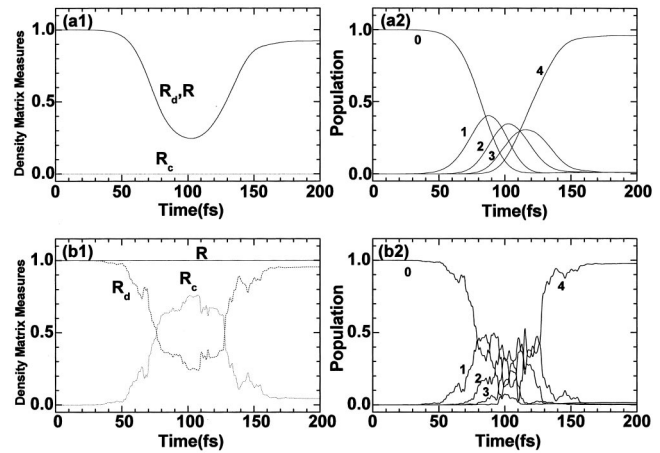 (a1)
Density Matrix Measures
1.0
0.5
0.0
R_d,R
R_c
0 50 100 150 200
Time(fs)
(a2)
Population
1.0
0.5
0.0
0
4
1
2
3
0 50 100 150 200
Time(fs)
(b1)
Density Matrix Measures
1.0
0.5
0.0
R
R_d
R_c
0 50 100 150 200
Time(fs)
(b2)
Population
1.0
0.5
0.0
0
4
1
2
3
0 50 100 150 200
Time(fs)